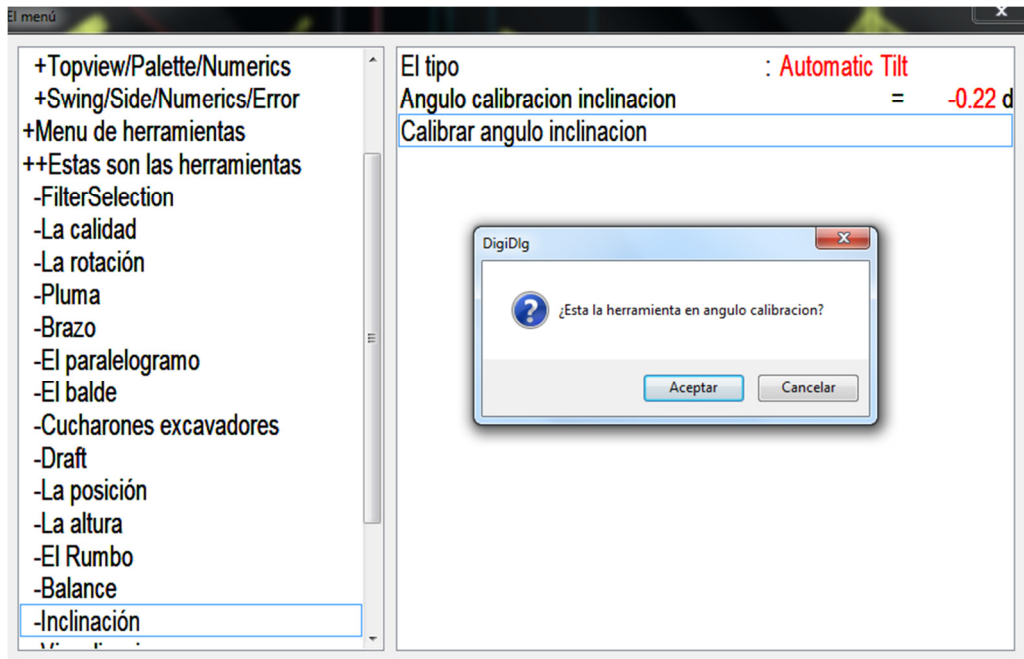 El menú
+Topview/Palette/Numerics
+Swing/Side/Numerics/Error
+Menu de herramientas
++Estas son las herramientas
-FilterSelection
-La calidad
-La rotación
-Pluma
-Brazo
-El paralelogramo
-El balde
-Cucharones excavadores
-Draft
-La posición
-La altura
-El Rumbo
-Balance
-Inclinación
El tipo : Automatic Tilt
Angulo calibracion inclinacion = -0.22 d
Calibrar angulo inclinacion
DigiDlg
¿Esta la herramienta en angulo calibracion?
Aceptar Cancelar